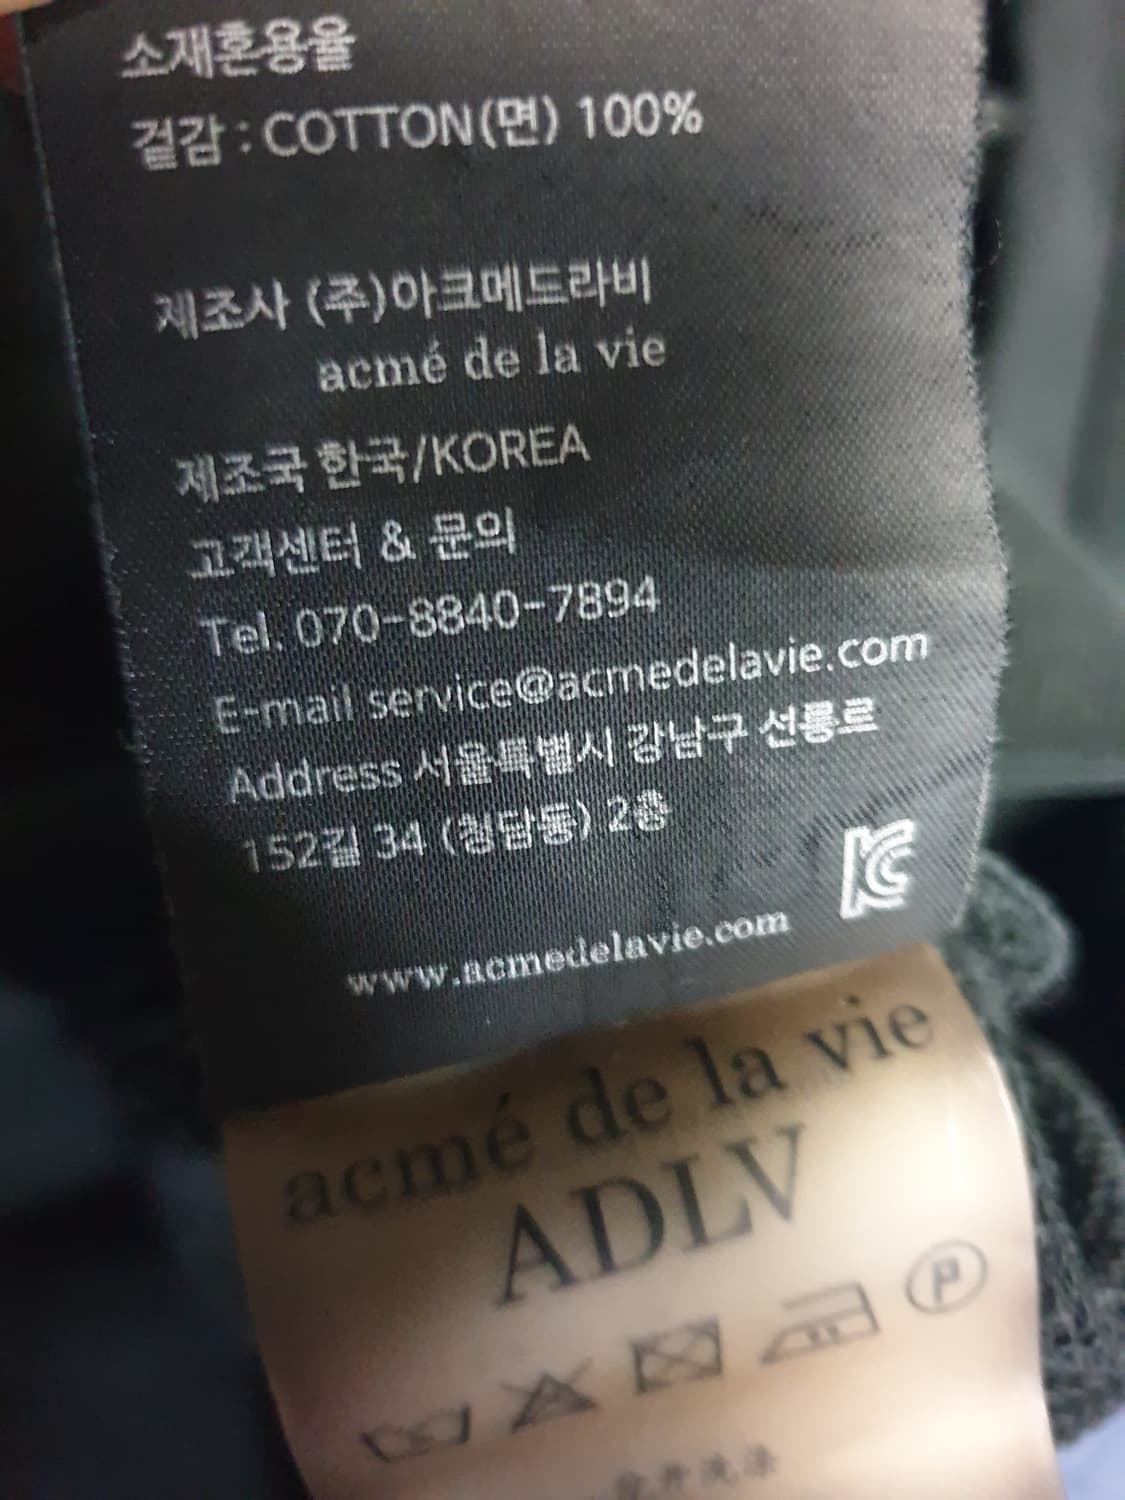 소재혼용율
겉감 : COTTON(면) 100%
제조사 (주)아크메드라비
acmé de la vie
제조국 한국/KOREA
고객센터 & 문의
Tel. 070-8840-7894
E-mail service@acmedelavie.com
Address 서울특별시 강남구 선릉르
152길 34 (청담동) 2층
www.acmedelavie.com
acmé de la vie
ADLV
P